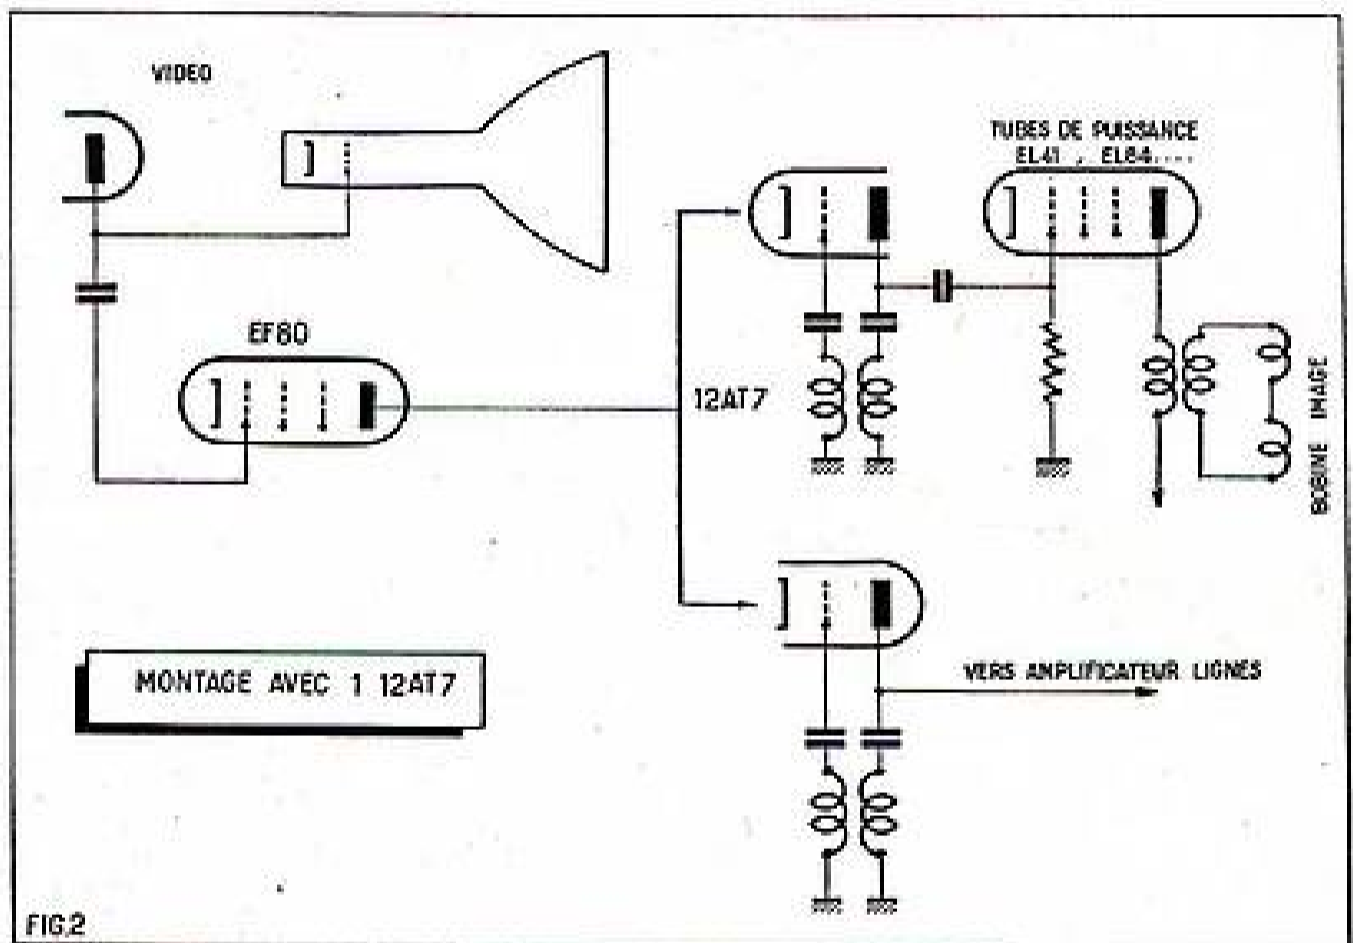 VIDEO
TUBES DE PUISSANCE
EL41 , EL84....
EF80
12AT7
BOBINE IMAGE
MONTAGE AVEC 1 12AT7
VERS AMPLIFICATEUR LIGNES
FIG.2